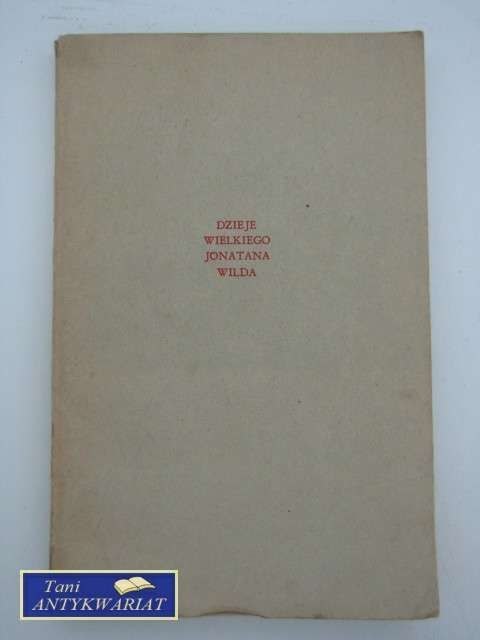 DZIEJE
WIELKIEGO
JONATANA
WILDA
Tani
ANTYKWARIAT